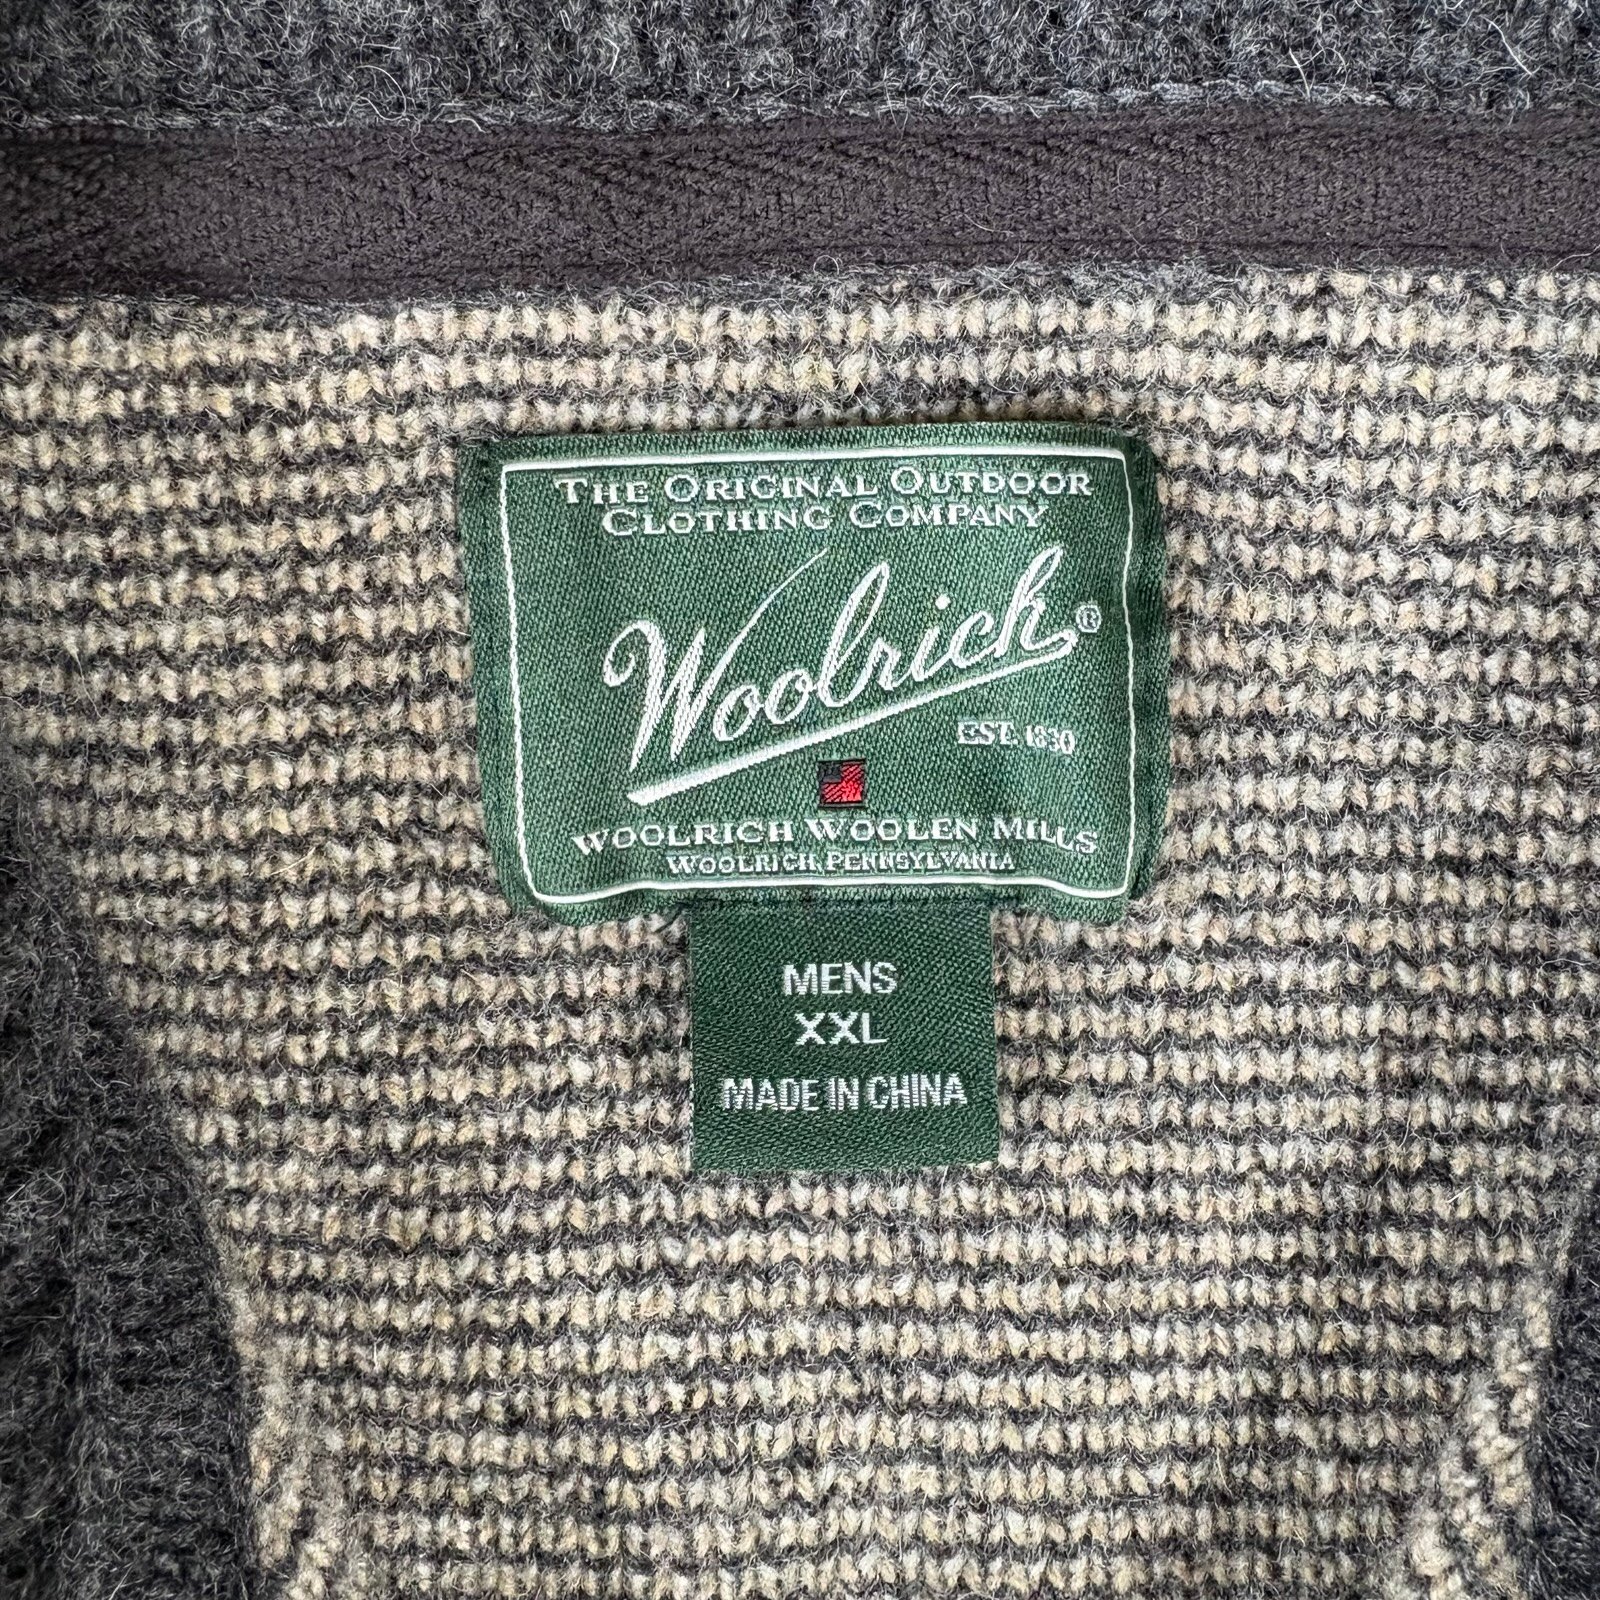 THE ORIGINAL OUTDOOR
CLOTHING COMPANY
Woolrich®
EST. 1830
WOOLRICH WOOLEN MILLS
WOOLRICH, PENNSYLVANIA
MENS
XXL
MADE IN CHINA